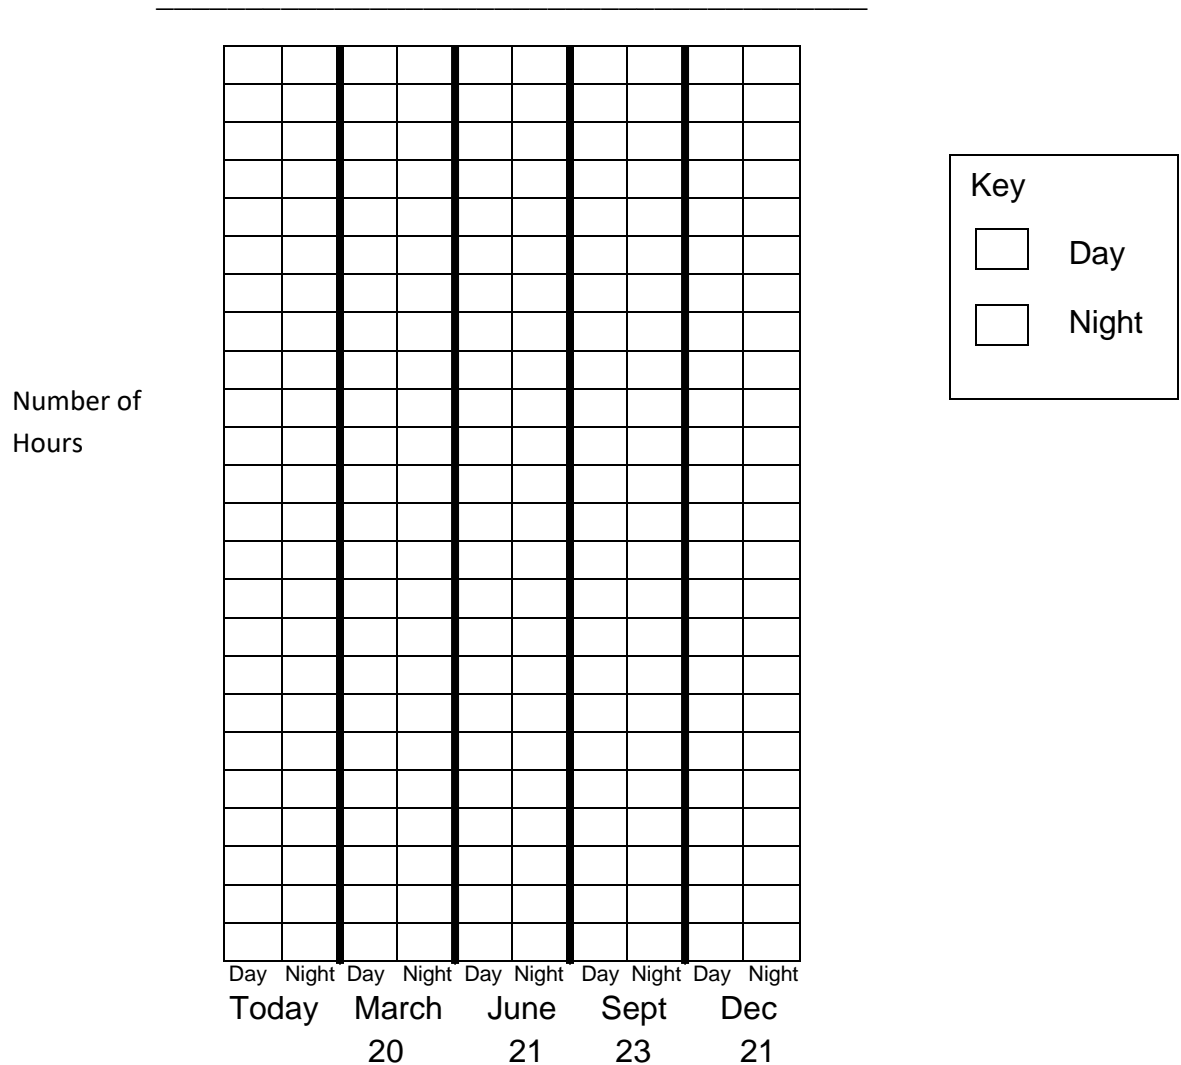 Key
Day
Night
Number of
Hours
Day Night Day Night Day Night Day Night Day Night
Today March June Sept Dec
20 21 23 21